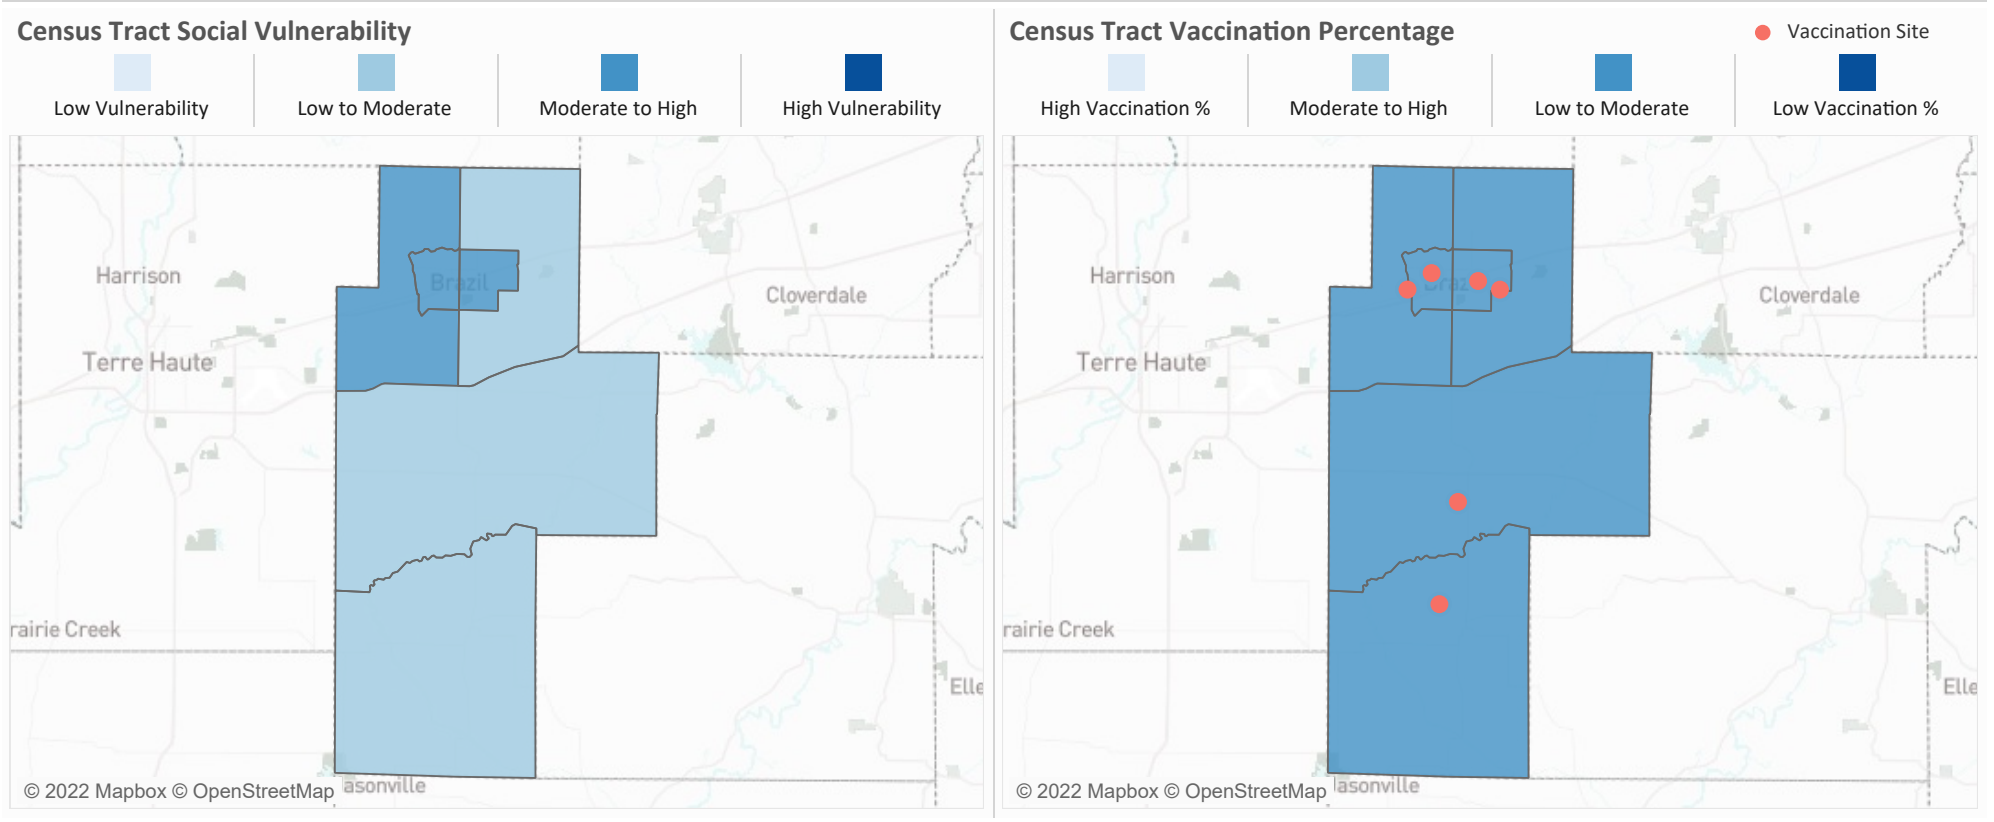 Census Tract Social Vulnerability
Low Vulnerability
Low to Moderate
Moderate to High
High Vulnerability
Harrison
Brazil
Cloverdale
Terre Haute
rairie Creek
Elle
asonville
© 2022 Mapbox © OpenStreetMap
Census Tract Vaccination Percentage
Vaccination Site
High Vaccination %
Moderate to High
Low to Moderate
Low Vaccination %
Harrison
Braz
Cloverdale
Terre Haute
rairie Creek
Elle
asonville
© 2022 Mapbox © OpenStreetMap